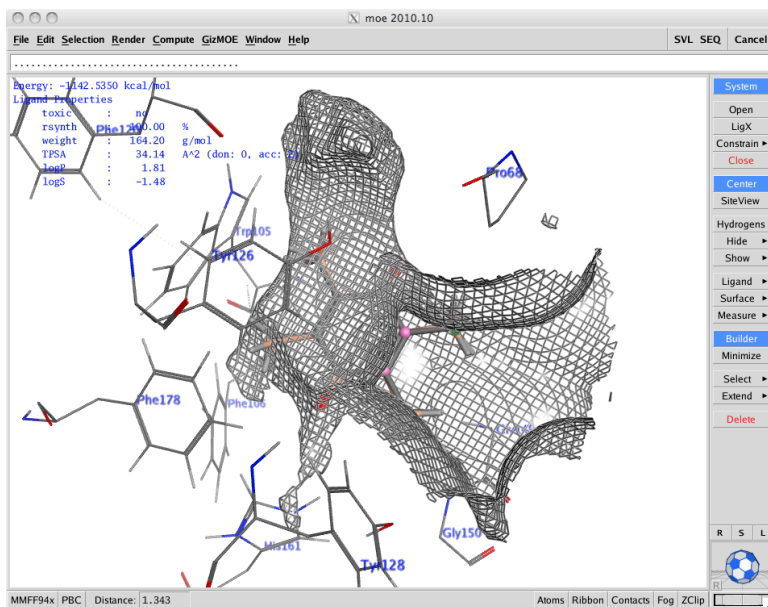 moe 2010.10
File Edit Selection Render Compute GizMOE Window Help SVL SEQ Cancel
......................................
Energy: -1142.5350 kcal/mol
Ligand Properties
toxic : no
rsynth : 100.00 %
weight : 164.20 g/mol
TPSA : 34.14 A^2 (don: 0, acc: 2)
logP : 1.81
logS : -1.48
Pro68
Trp105
Tyr126
Phe178
Phe166
His161
Tyr128
Gly150
System
Open
LigX
Constrain
Close
Center
SiteView
Hydrogens
Hide
Show
Ligand
Surface
Measure
Builder
Minimize
Select
Extend
Delete
R S L
R
MMFF94x PBC Distance: 1.343 Atoms Ribbon Contacts Fog ZClip